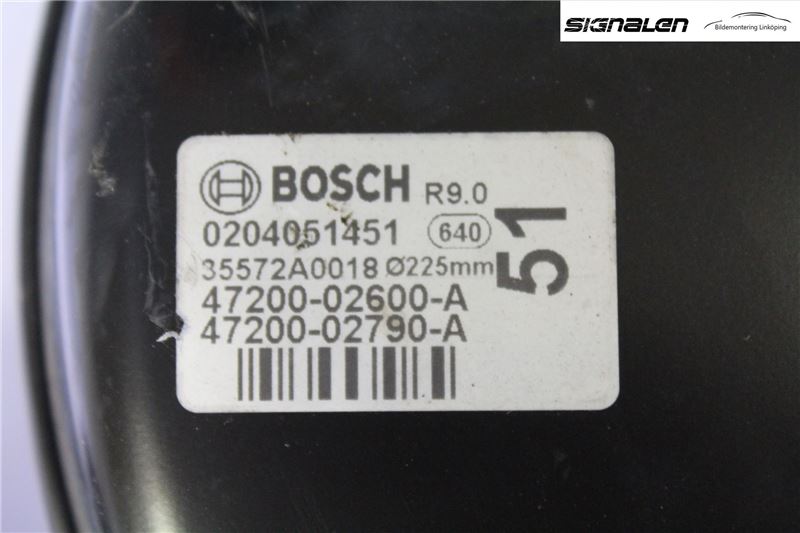 SIGNALEN
Bildemontering Linköping
BOSCH R9.0
0204051451 640
35572A0018 Ø225mm
47200-02600-A
47200-02790-A
51